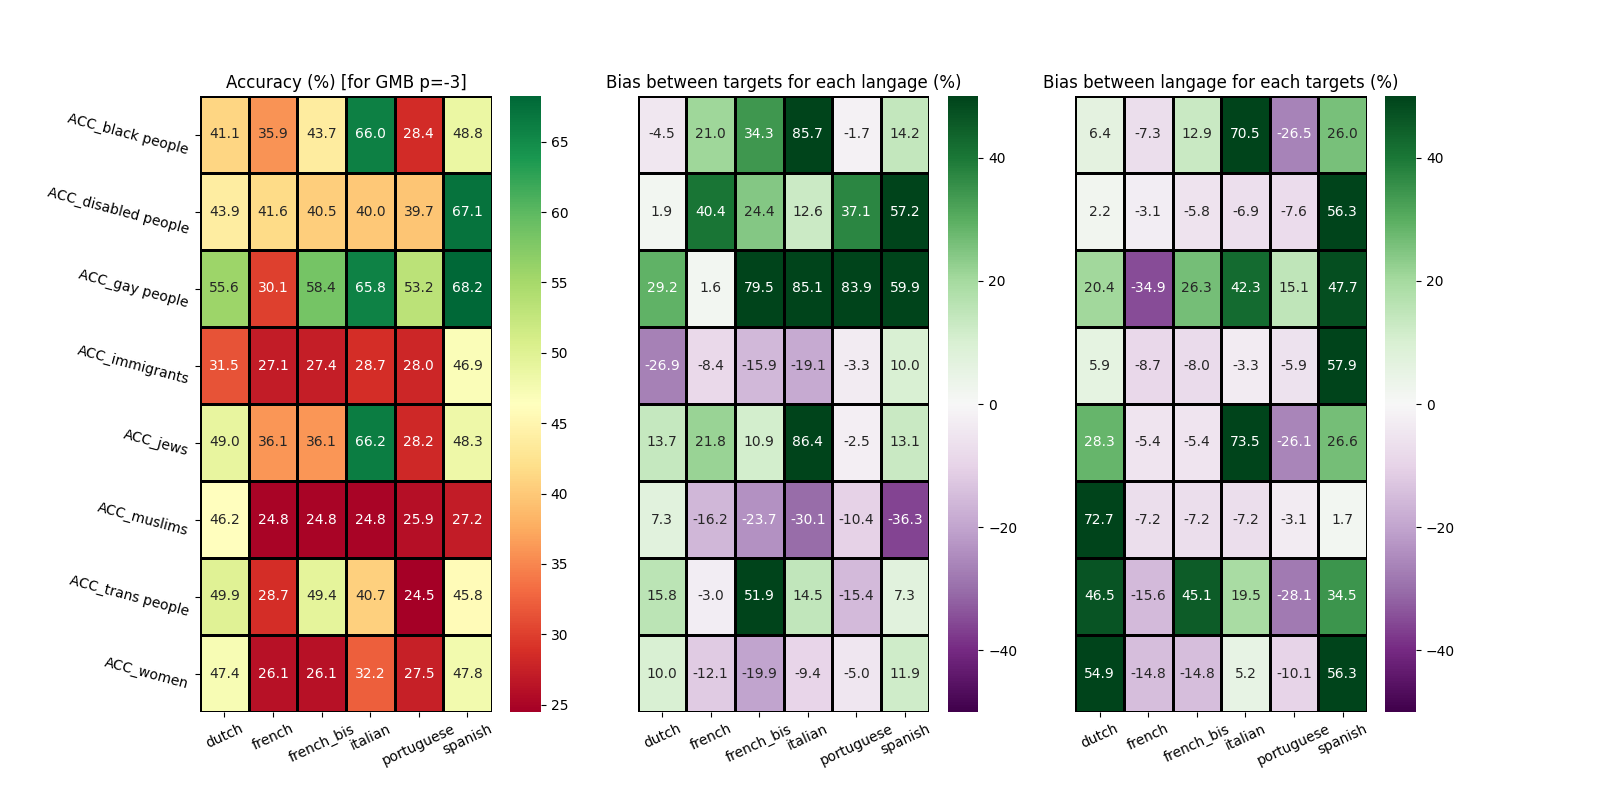 Accuracy (%) [for GMB p=-3]
Bias between targets for each langage (%)
Bias between langage for each targets (%)
ACC_black people 41.1 35.9 43.7 66.0 28.4 48.8
ACC_disabled people 43.9 41.6 40.5 40.0 39.7 67.1
ACC_gay people 55.6 30.1 58.4 65.8 53.2 68.2
ACC_immigrants 31.5 27.1 27.4 28.7 28.0 46.9
ACC_jews 49.0 36.1 36.1 66.2 28.2 48.3
ACC_muslims 46.2 24.8 24.8 24.8 25.9 27.2
ACC_trans people 49.9 28.7 49.4 40.7 24.5 45.8
ACC_women 47.4 26.1 26.1 32.2 27.5 47.8
dutch french french_bis italian portuguese spanish
65
60
55
50
45
40
35
30
25
-4.5 21.0 34.3 85.7 -1.7 14.2
1.9 40.4 24.4 12.6 37.1 57.2
29.2 1.6 79.5 85.1 83.9 59.9
-26.9 -8.4 -15.9 -19.1 -3.3 10.0
13.7 21.8 10.9 86.4 -2.5 13.1
7.3 -16.2 -23.7 -30.1 -10.4 -36.3
15.8 -3.0 51.9 14.5 -15.4 7.3
10.0 -12.1 -19.9 -9.4 -5.0 11.9
dutch french french_bis italian portuguese spanish
40
20
0
−20
−40
6.4 -7.3 12.9 70.5 -26.5 26.0
2.2 -3.1 -5.8 -6.9 -7.6 56.3
20.4 -34.9 26.3 42.3 15.1 47.7
5.9 -8.7 -8.0 -3.3 -5.9 57.9
28.3 -5.4 -5.4 73.5 -26.1 26.6
72.7 -7.2 -7.2 -7.2 -3.1 1.7
46.5 -15.6 45.1 19.5 -28.1 34.5
54.9 -14.8 -14.8 5.2 -10.1 56.3
dutch french french_bis italian portuguese spanish
40
20
0
−20
−40